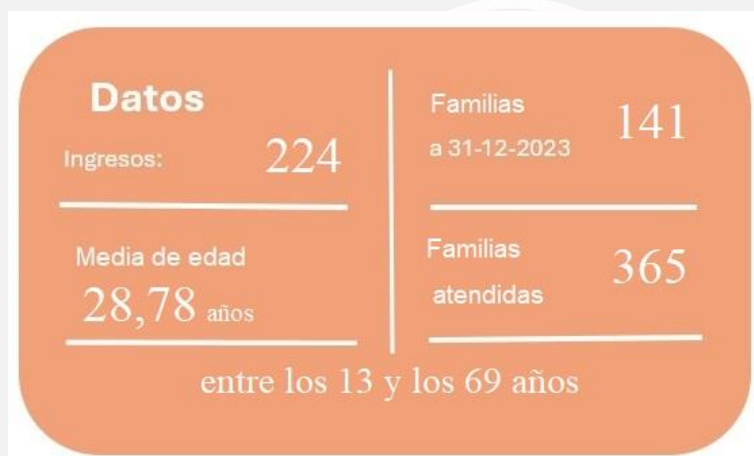 Datos
Ingresos: 224
Media de edad
28,78 años
Familias
a 31-12-2023 141
Familias
atendidas 365
entre los 13 y los 69 años